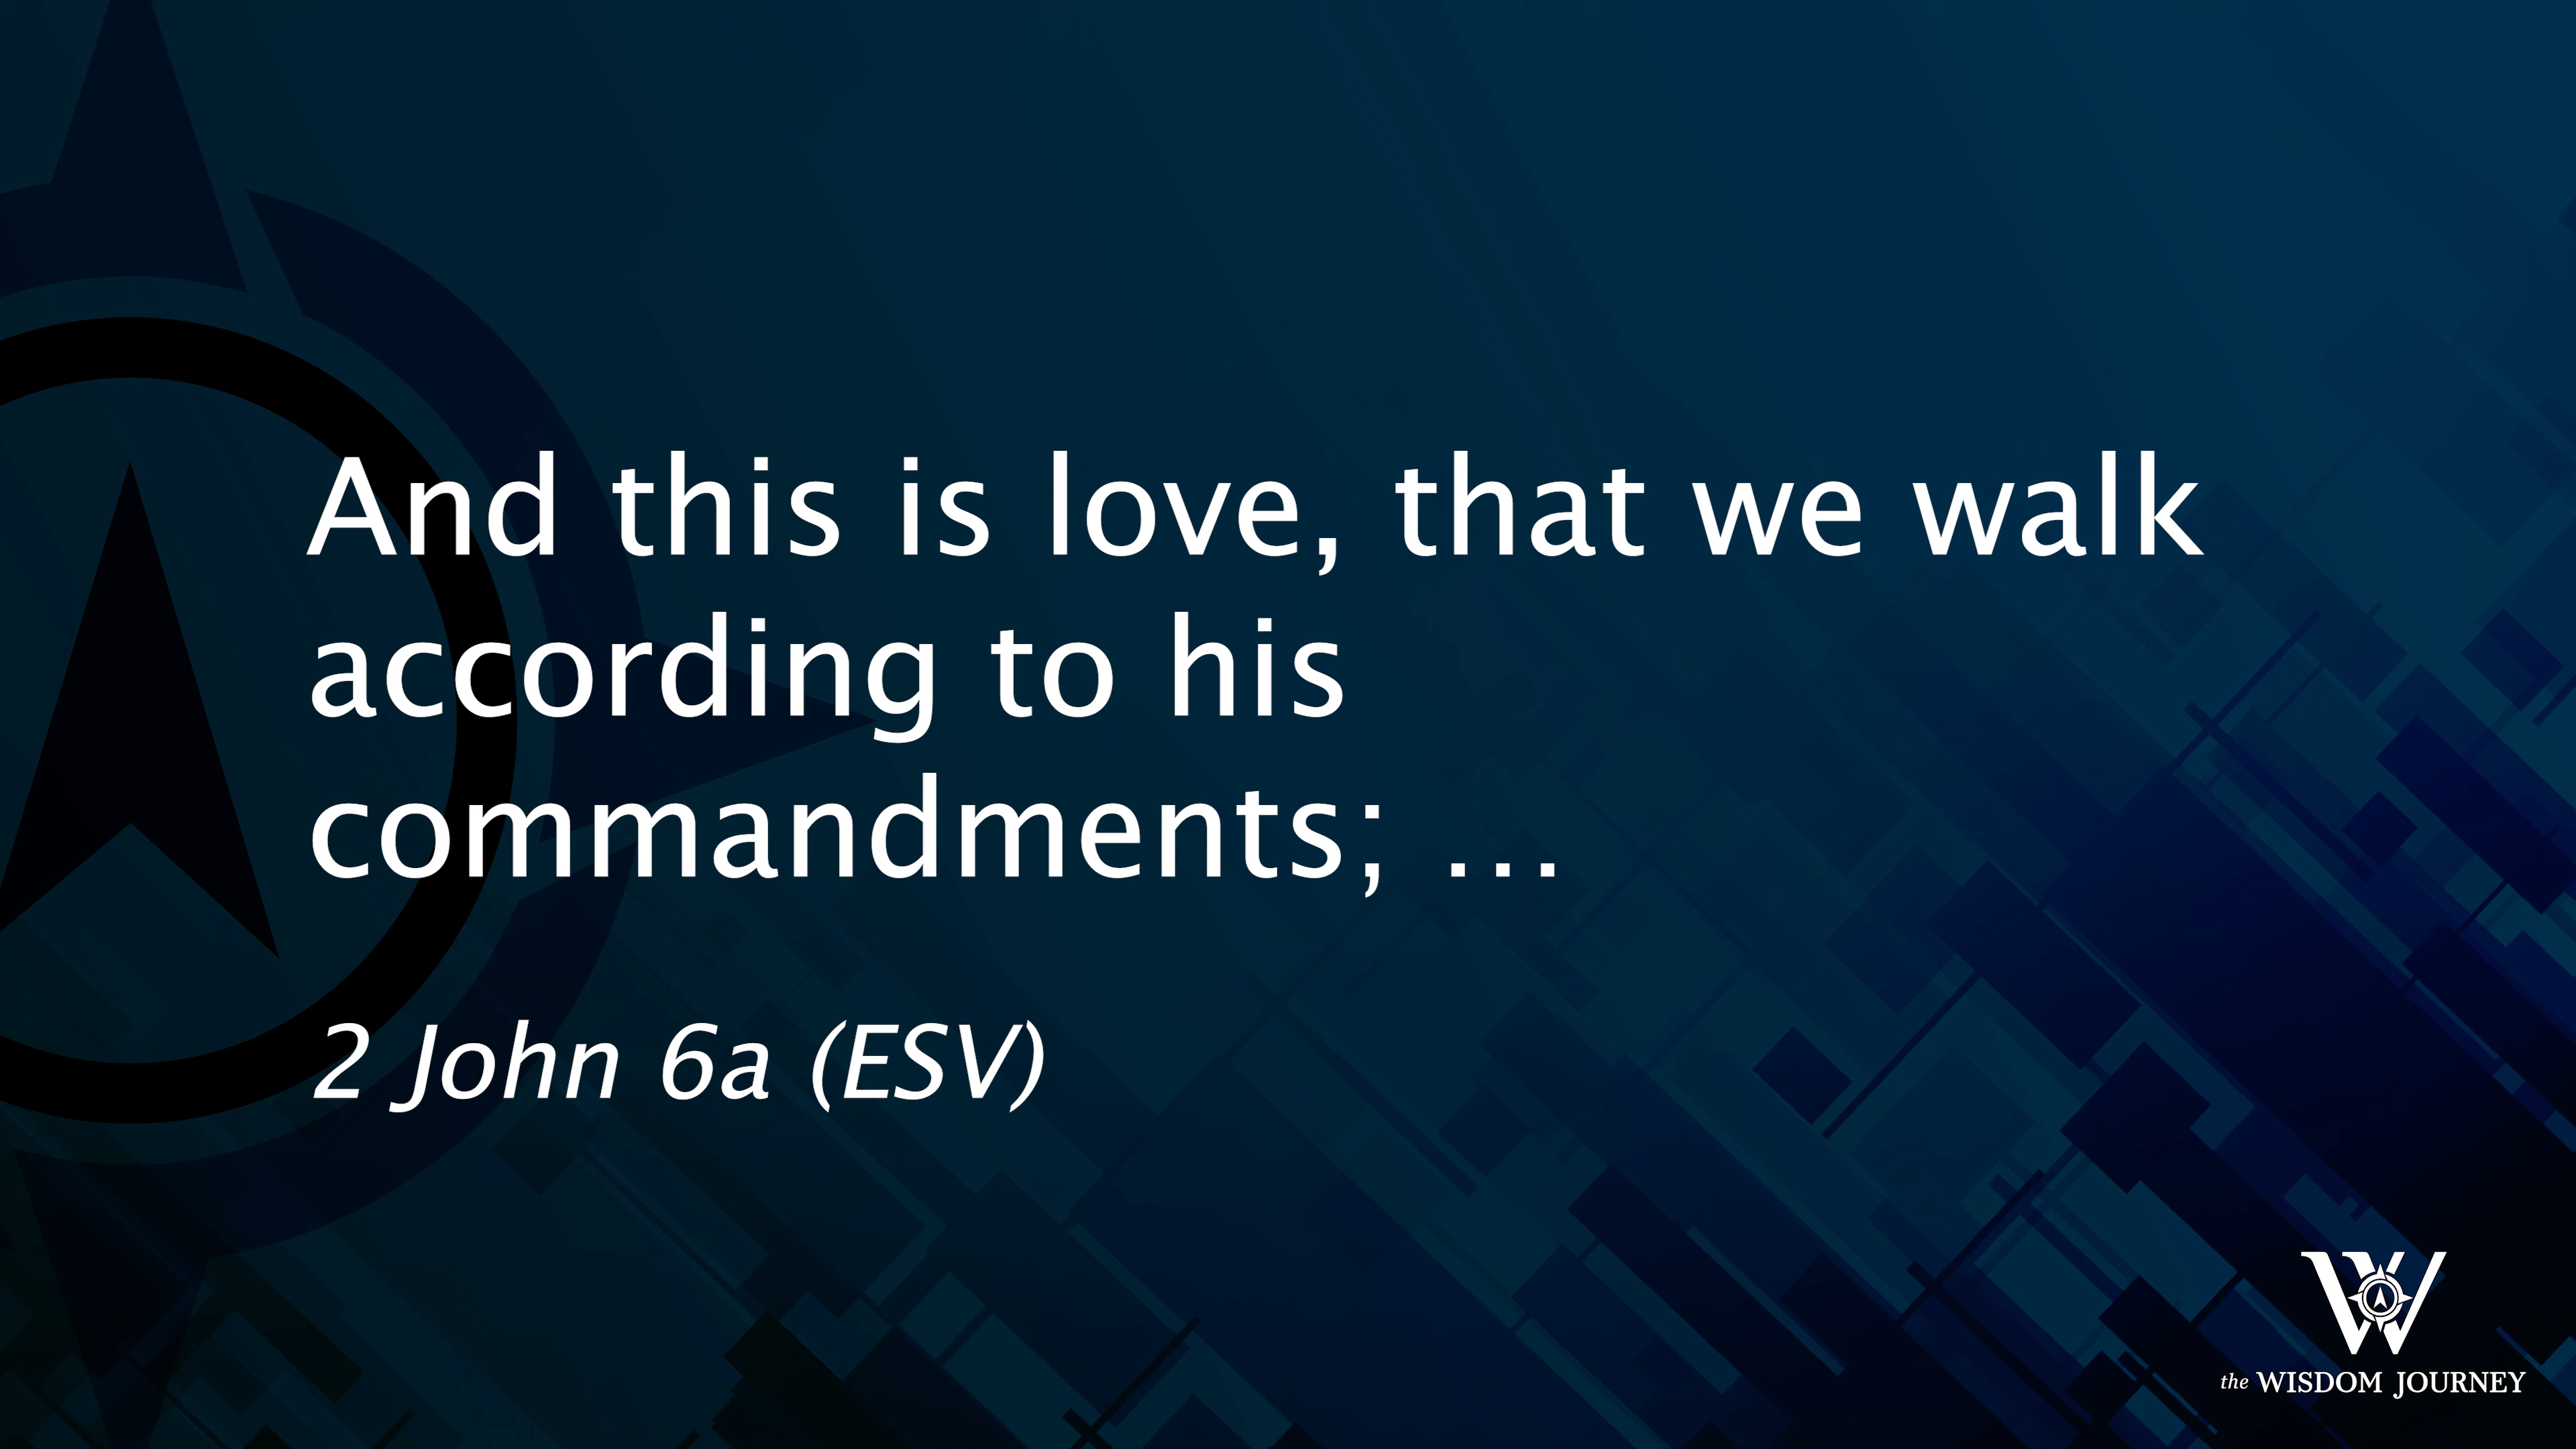 And this is love, that we walk
according to his
commandments; ...
2 John 6a (ESV)
W
the WISDOM JOURNEY